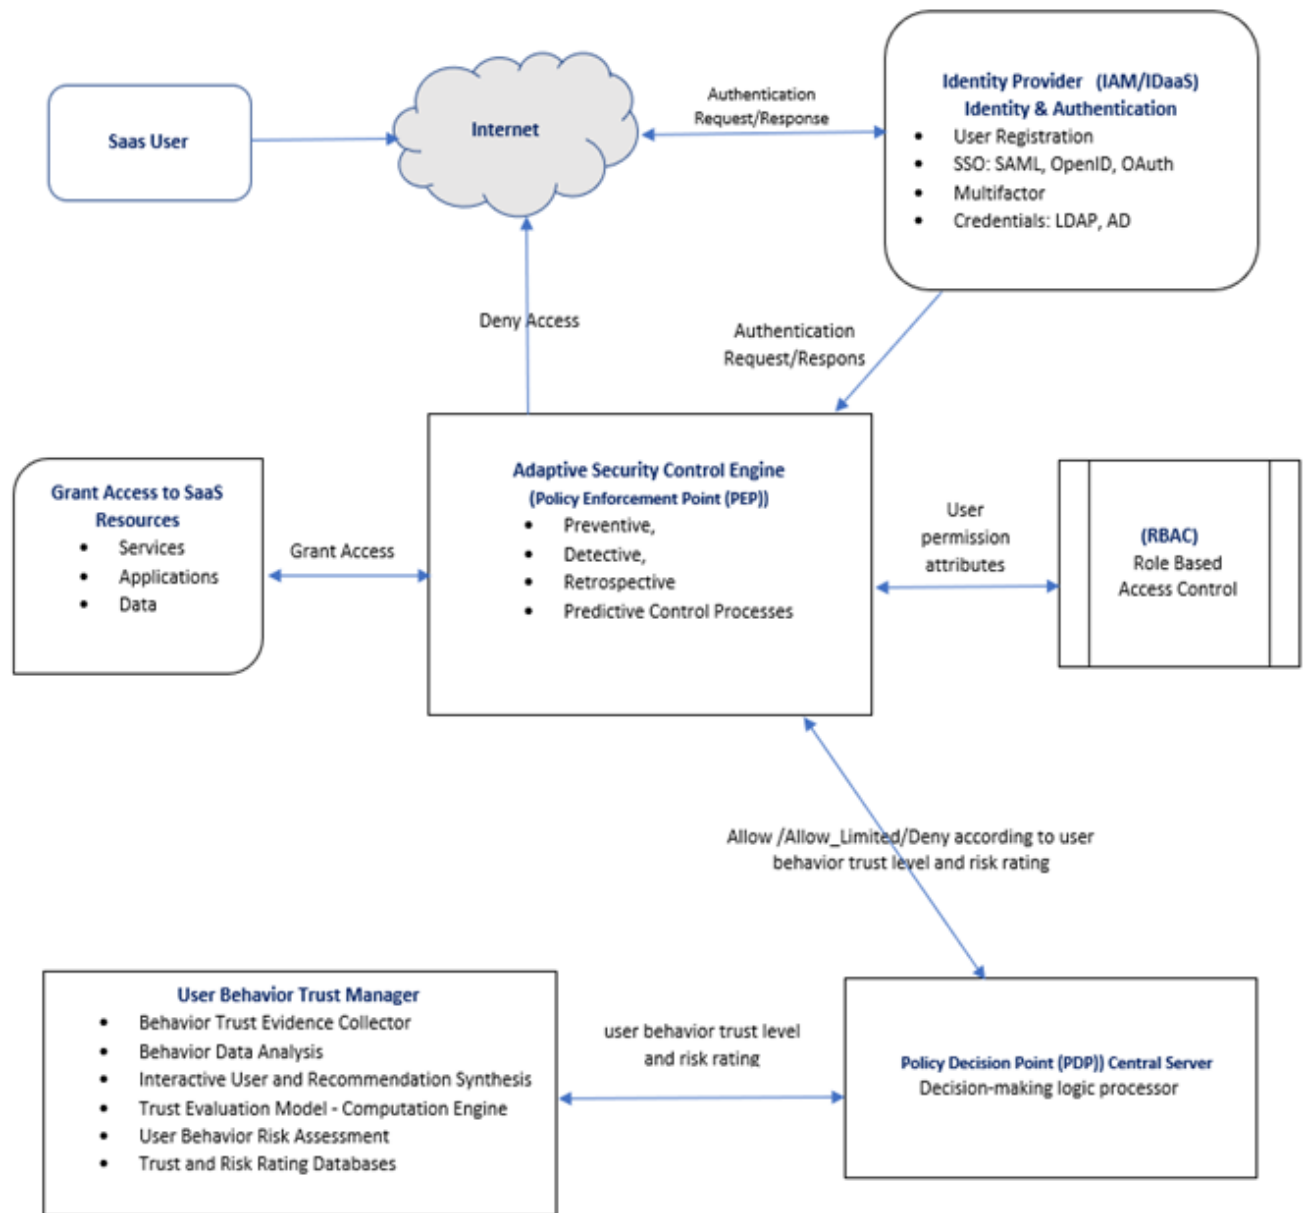 Saas User
Internet
Authentication
Request/Response
Identity Provider (IAM/IDaaS)
Identity & Authentication
• User Registration
• SSO: SAML, OpenID, OAuth
• Multifactor
• Credentials: LDAP, AD
Deny Access
Authentication
Request/Respons
Grant Access to SaaS
Resources
• Services
• Applications
• Data
Grant Access
Adaptive Security Control Engine
(Policy Enforcement Point (PEP))
• Preventive,
• Detective,
• Retrospective
• Predictive Control Processes
User
permission
attributes
(RBAC)
Role Based
Access Control
Allow /Allow_Limited/Deny according to user
behavior trust level and risk rating
User Behavior Trust Manager
• Behavior Trust Evidence Collector
• Behavior Data Analysis
• Interactive User and Recommendation Synthesis
• Trust Evaluation Model - Computation Engine
• User Behavior Risk Assessment
• Trust and Risk Rating Databases
user behavior trust level
and risk rating
Policy Decision Point (PDP)) Central Server
Decision-making logic processor